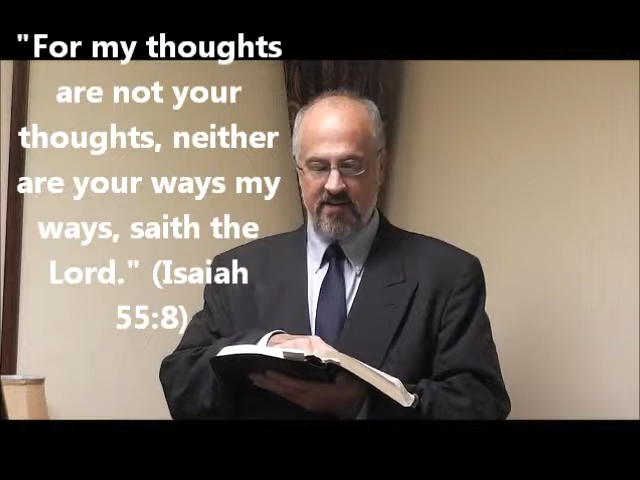 "For my thoughts
are not your
thoughts, neither
are your ways my
ways, saith the
Lord." (Isaiah
55:8)